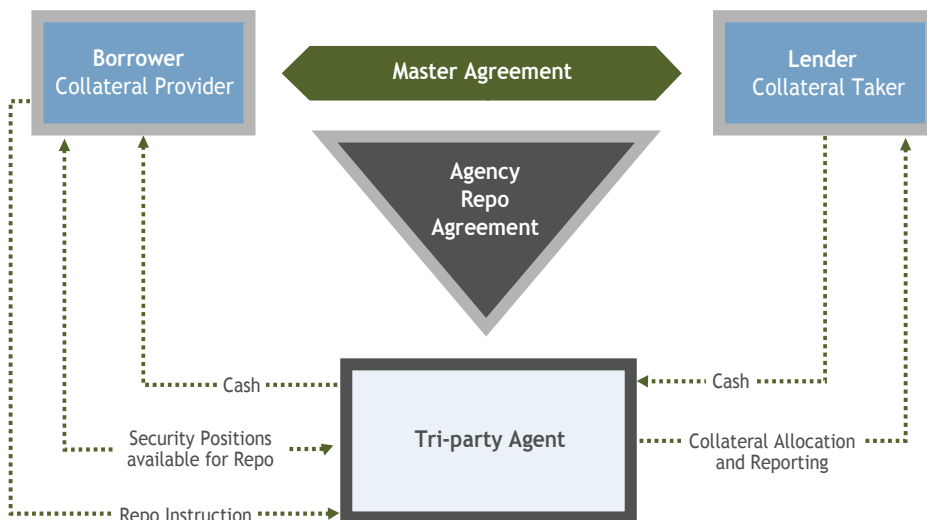 Borrower
Collateral Provider
Master Agreement
Lender
Collateral Taker
Agency
Repo
Agreement
Cash
Cash
Security Positions
available for Repo
Tri-party Agent
Collateral Allocation
and Reporting
Repo Instruction